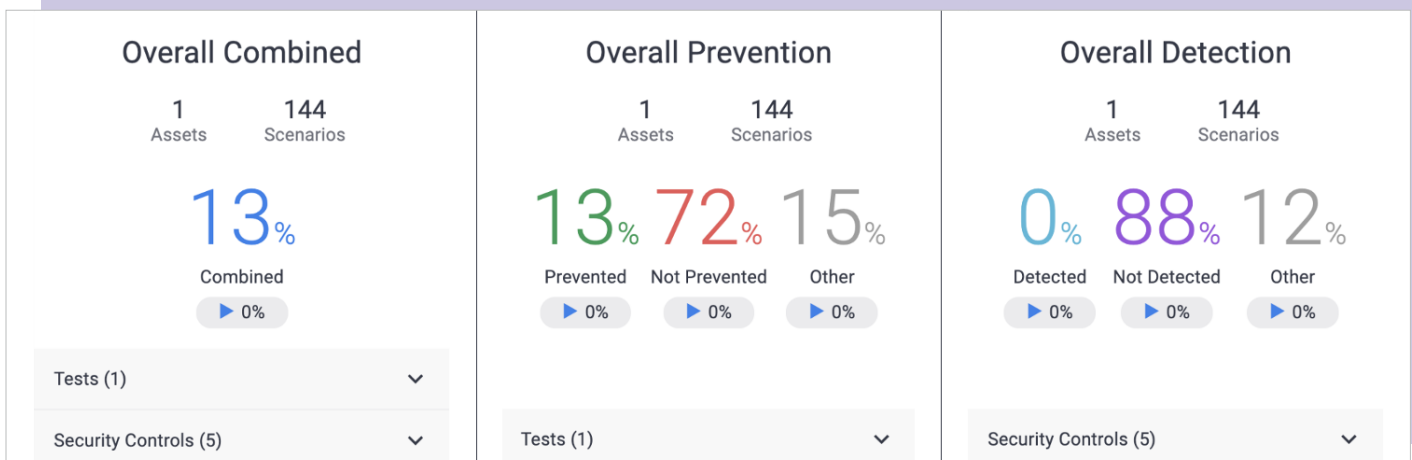 Overall Combined
1 144
Assets Scenarios
13%
Combined
0%
Tests (1)
Security Controls (5)
Overall Prevention
1 144
Assets Scenarios
13% 72% 15%
Prevented Not Prevented Other
0% 0% 0%
Tests (1)
Overall Detection
1 144
Assets Scenarios
0% 88% 12%
Detected Not Detected Other
0% 0% 0%
Security Controls (5)